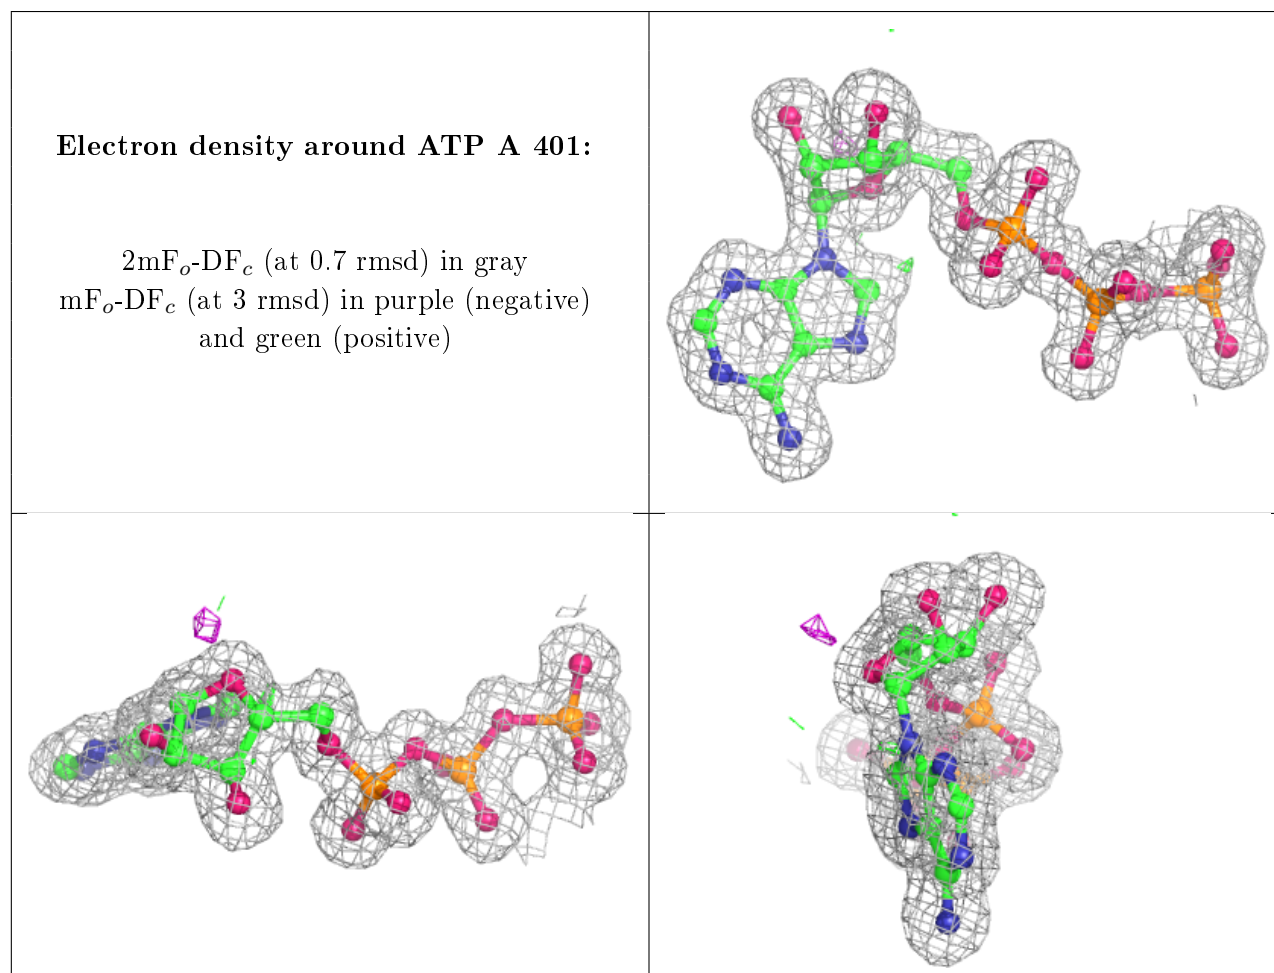 Electron density around ATP A 401:
2mFo-DFc (at 0.7 rmsd) in gray
mFo-DFc (at 3 rmsd) in purple (negative)
and green (positive)